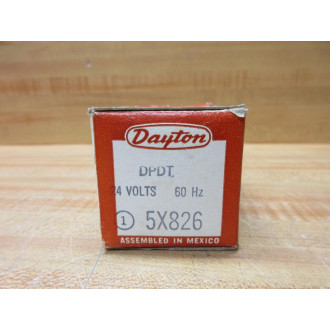 Dayton
DPDT
24 VOLTS 60 Hz
1 5X826
ASSEMBLED IN MEXICO